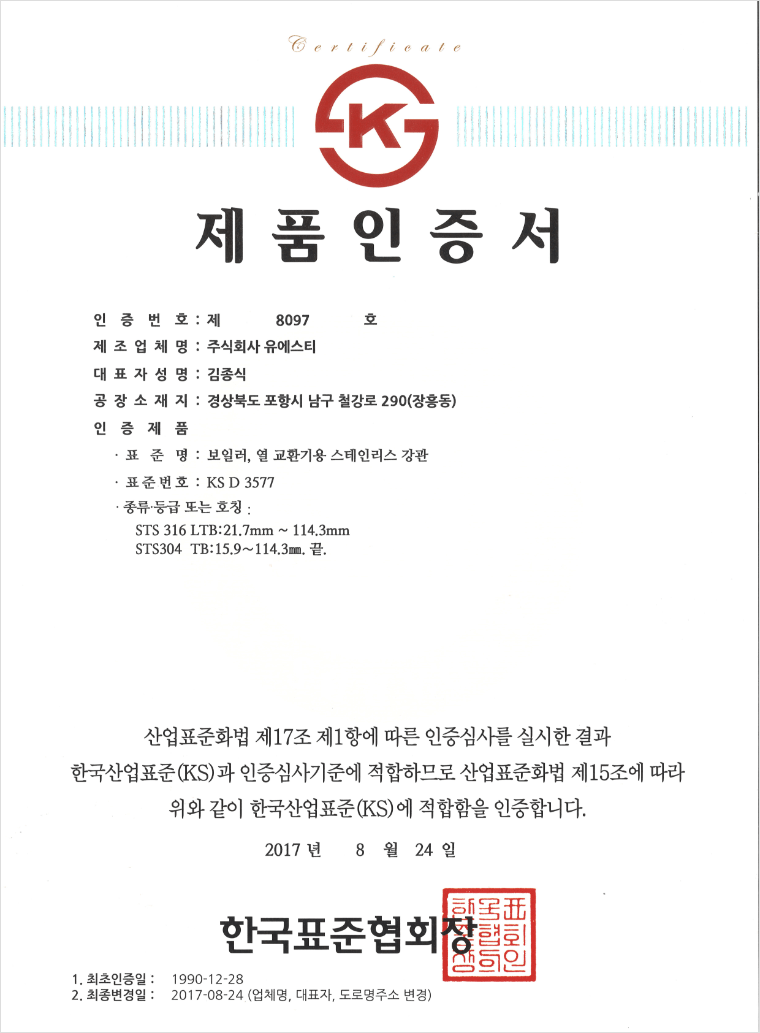 Certificate
KS
제품인증서
인 증 번 호 : 제 8097 호
제 조 업 체 명 : 주식회사 유에스티
대 표 자 성 명 : 김종식
공 장 소 재 지 : 경상북도 포항시 남구 철강로 290(장흥동)
인 증 제 품
· 표 준 명 : 보일러, 열 교환기용 스테인리스 강관
· 표준번호 : KS D 3577
· 종류·등급 또는 호칭 :
STS 316 LTB:21.7mm ~ 114.3mm
STS304 TB:15.9~114.3㎜. 끝.
산업표준화법 제17조 제1항에 따른 인증심사를 실시한 결과
한국산업표준(KS)과 인증심사기준에 적합하므로 산업표준화법 제15조에 따라
위와 같이 한국산업표준(KS)에 적합함을 인증합니다.
2017 년 8 월 24 일
한국표준협회장
1. 최초인증일 : 1990-12-28
2. 최종변경일 : 2017-08-24 (업체명, 대표자, 도로명주소 변경)